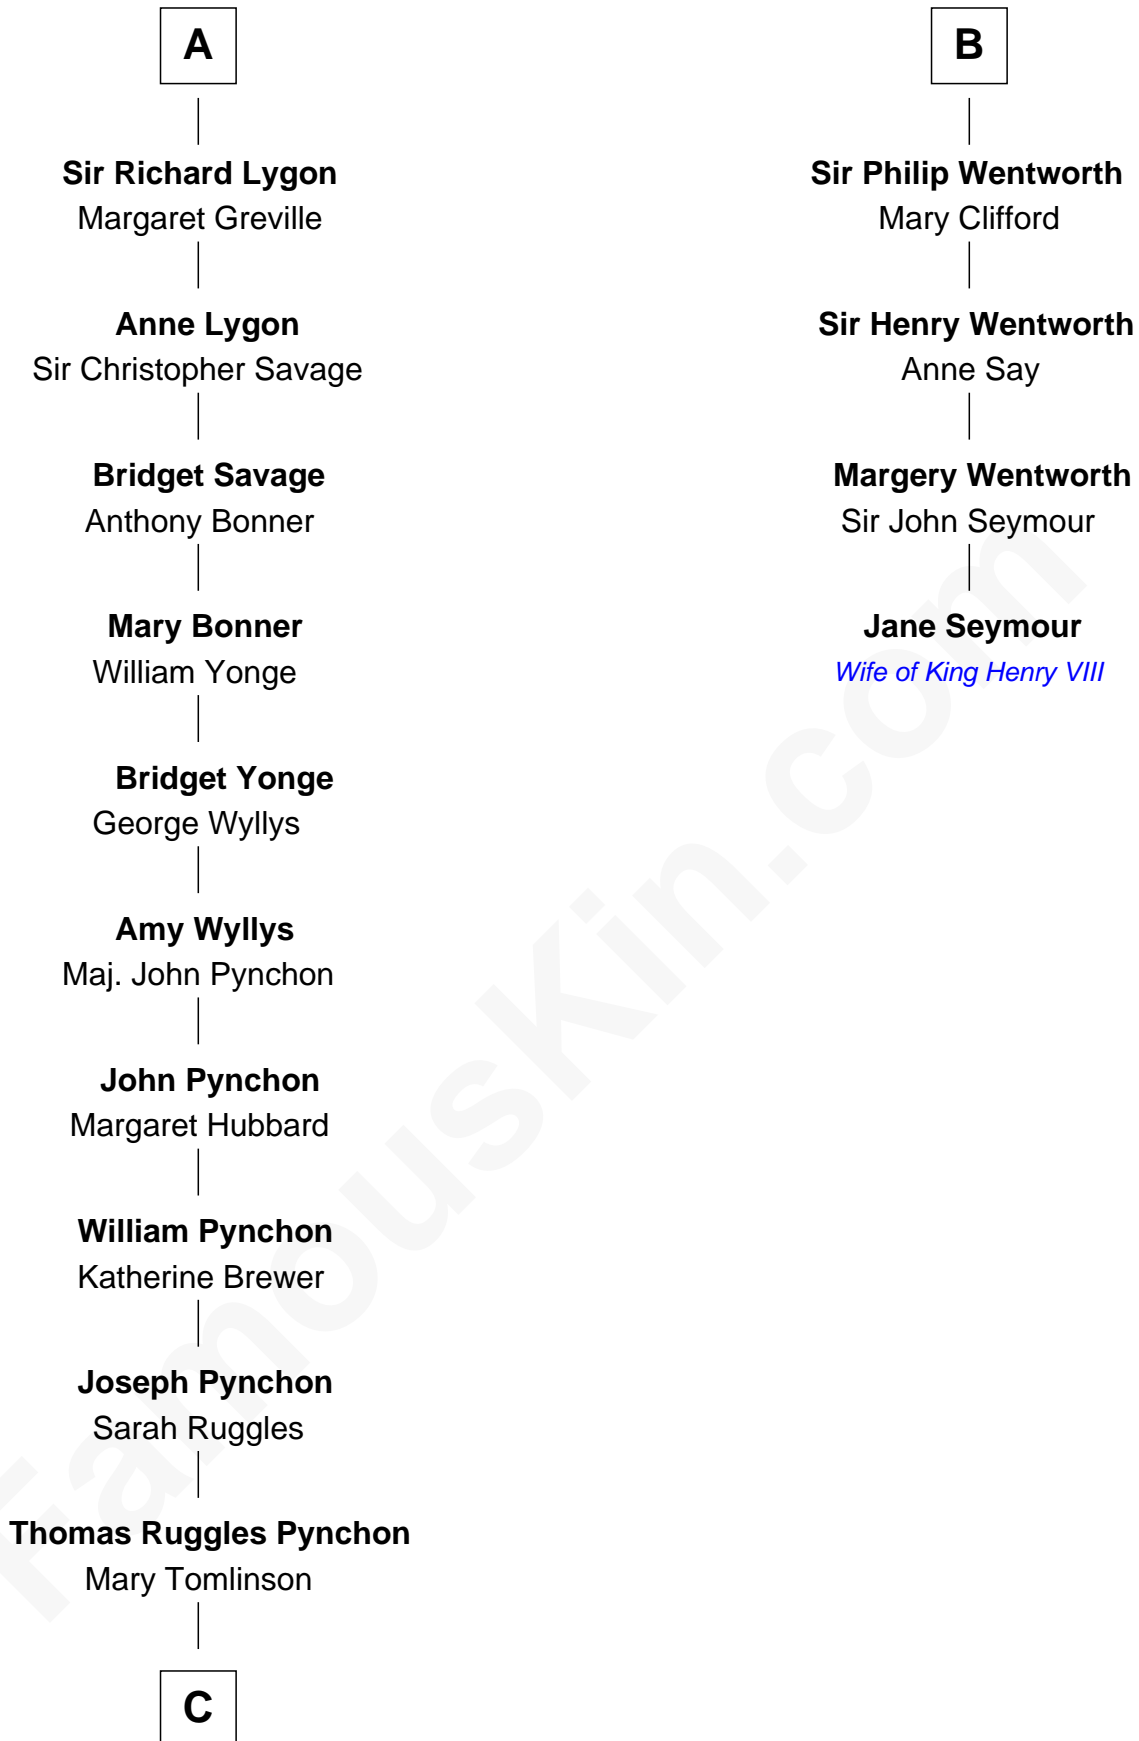 A
Sir Richard Lygon
Margaret Greville
Anne Lygon
Sir Christopher Savage
Bridget Savage
Anthony Bonner
Mary Bonner
William Yonge
Bridget Yonge
George Wyllys
Amy Wyllys
Maj. John Pynchon
John Pynchon
Margaret Hubbard
William Pynchon
Katherine Brewer
Joseph Pynchon
Sarah Ruggles
Thomas Ruggles Pynchon
Mary Tomlinson
C
B
Sir Philip Wentworth
Mary Clifford
Sir Henry Wentworth
Anne Say
Margery Wentworth
Sir John Seymour
Jane Seymour
Wife of King Henry VIII
FamousKin.com